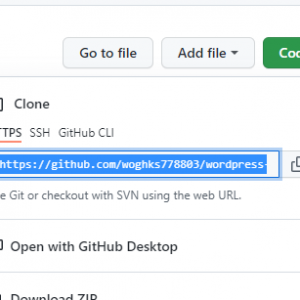 Go to file Add file Co
Clone
TTPS SSH GitHub CLI
https://github.com/woghks778803/wordpress-
e Git or checkout with SVN using the web URL.
Open with GitHub Desktop
Download ZIP